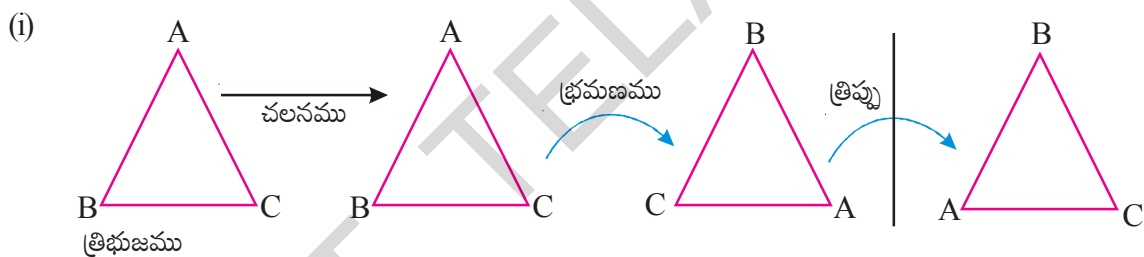 (i)
A A B B
చలనము భ్రమణము త్రిప్పు
B C B C C A A C
త్రిభుజము